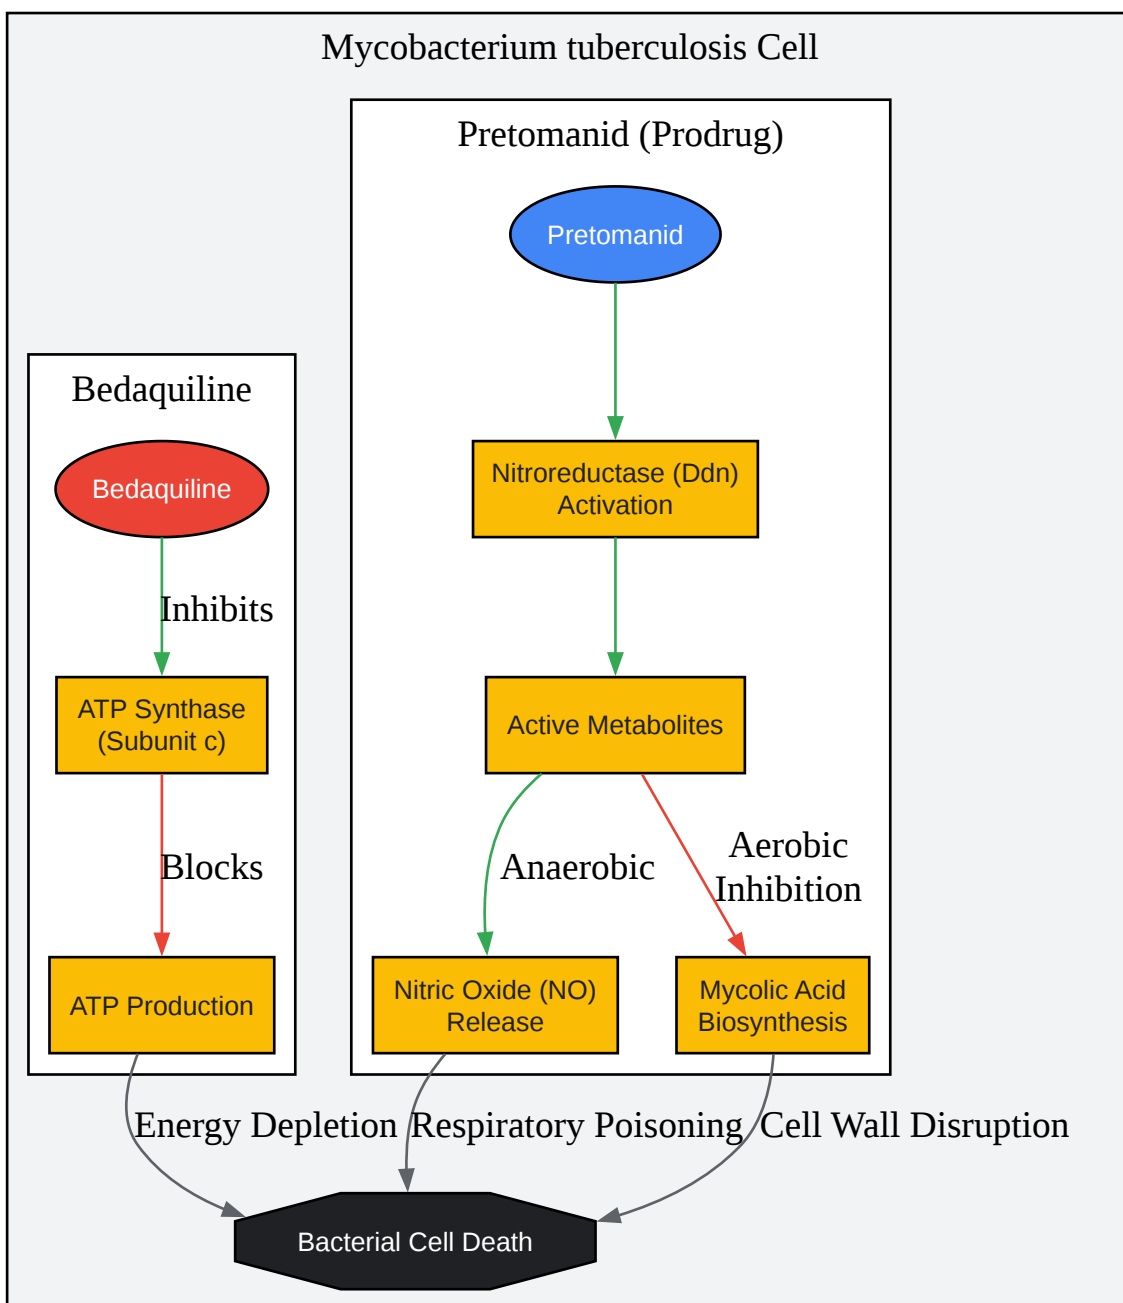 Mycobacterium tuberculosis Cell
Pretomanid (Prodrug)
Pretomanid
Bedaquiline
Bedaquiline
Nitroreductase (Ddn)
Activation
Inhibits
ATP Synthase
(Subunit c)
Active Metabolites
Blocks
Anaerobic
Aerobic
Inhibition
ATP Production
Nitric Oxide (NO)
Release
Mycolic Acid
Biosynthesis
Energy Depletion
Respiratory Poisoning
Cell Wall Disruption
Bacterial Cell Death